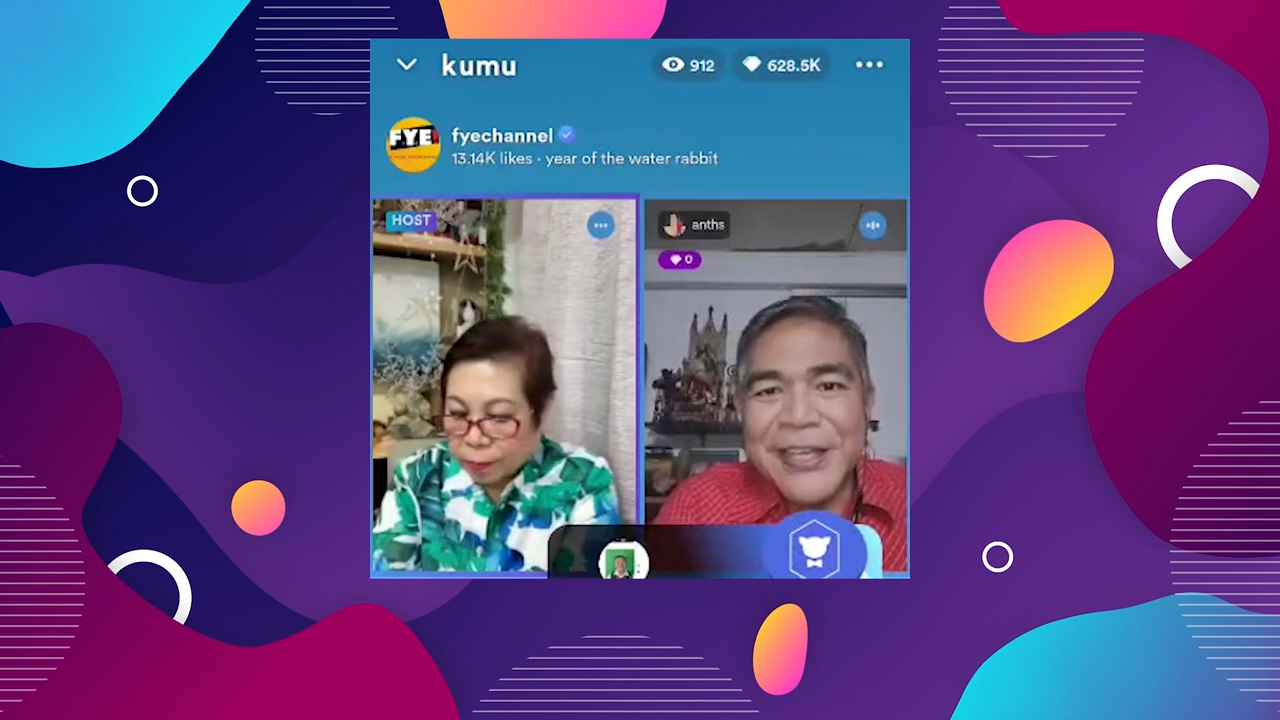 kumu
912
628.5K
FYE!
fyechannel
13.14K likes · year of the water rabbit
HOST
anths
0